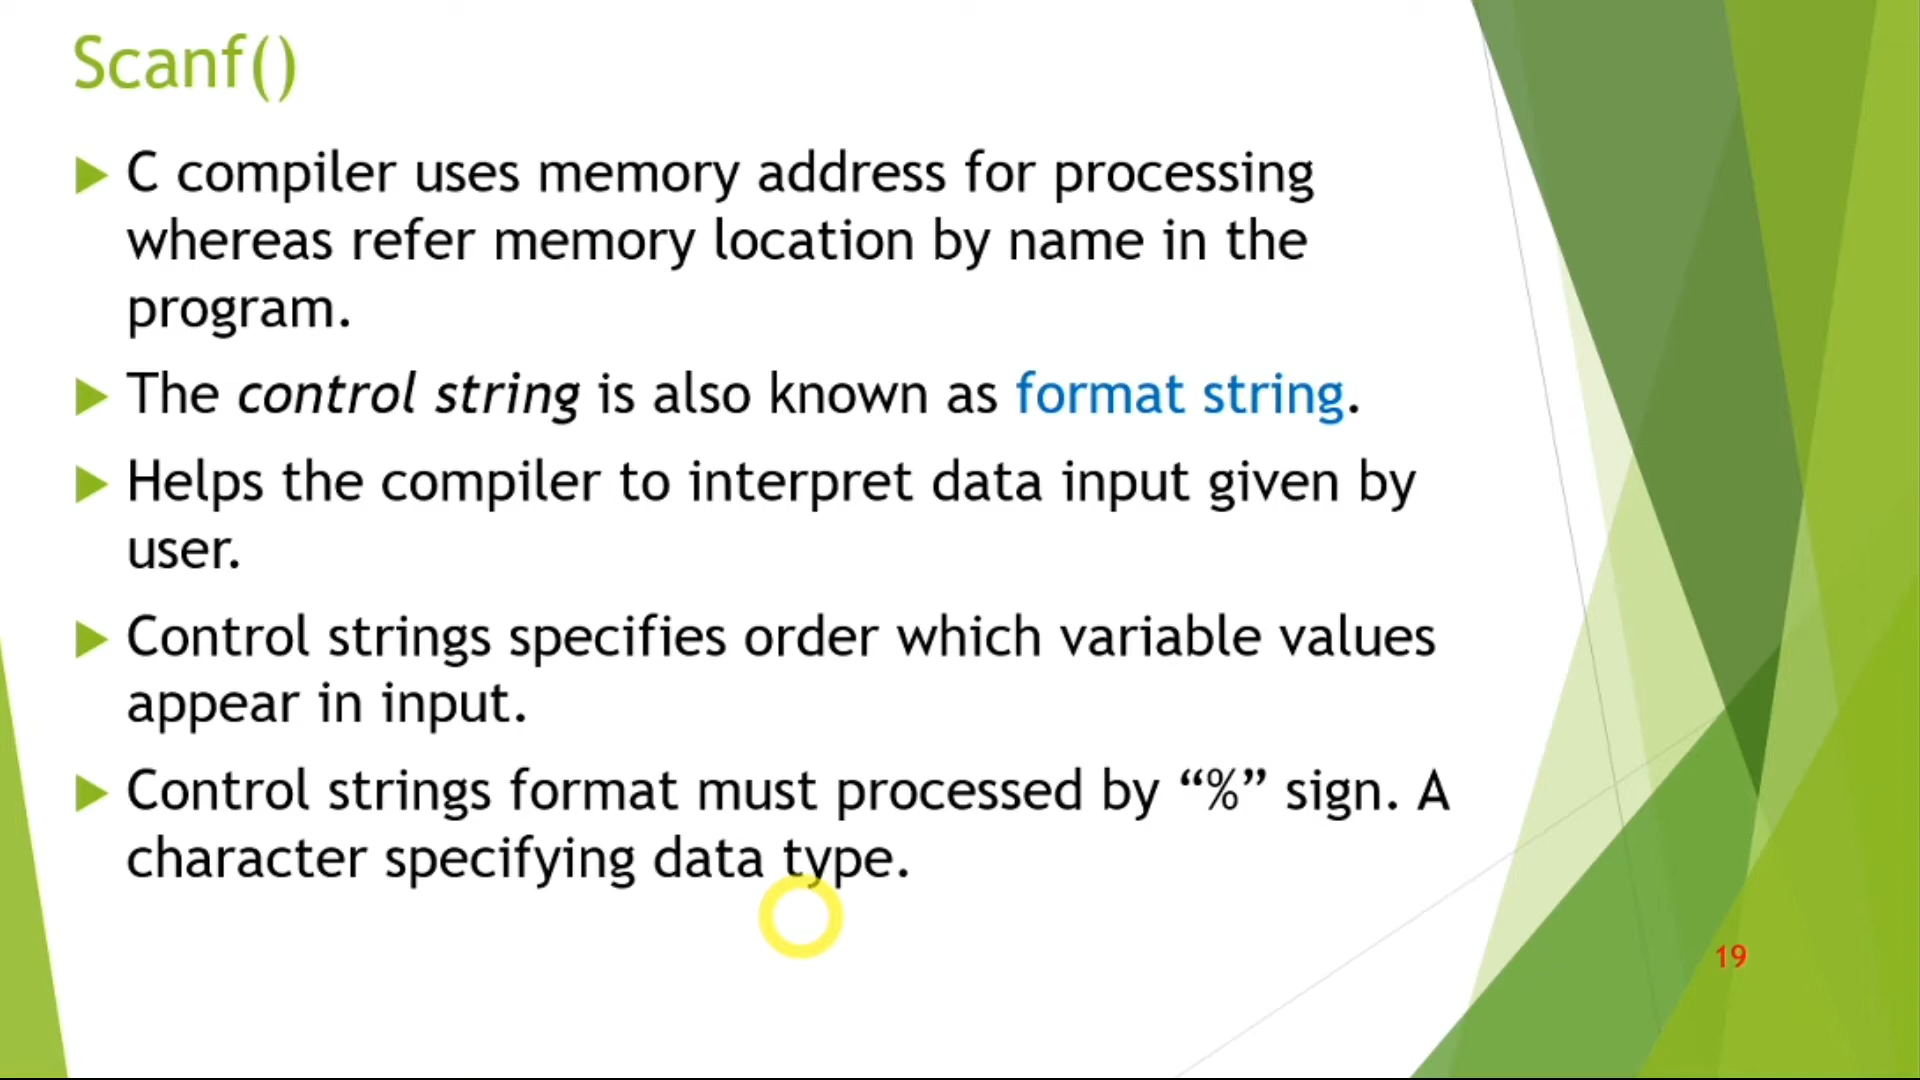 Scanf()
C compiler uses memory address for processing
whereas refer memory location by name in the
program.
The control string is also known as format string.
Helps the compiler to interpret data input given by
user.
Control strings specifies order which variable values
appear in input.
Control strings format must processed by “%” sign. A
character specifying data type.
19